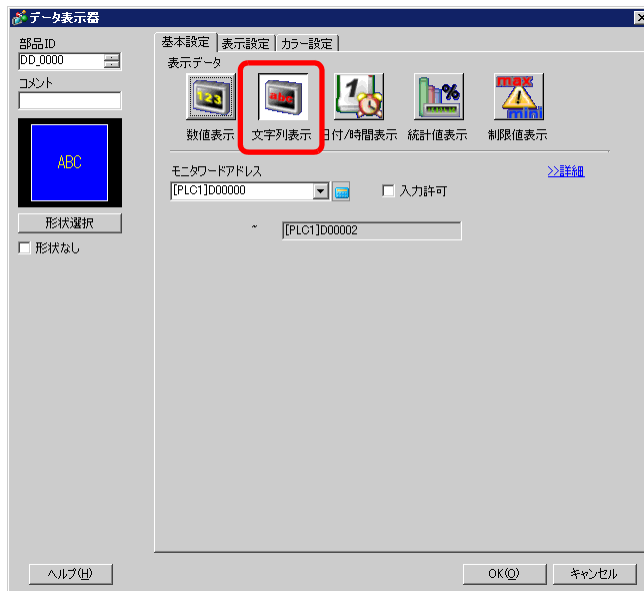 データ表示器
部品ID
DD_0000
コメント
ABC
形状選択
形状なし
基本設定 表示設定 カラー設定
表示データ
123 abc 1 % max mini
数値表示 文字列表示 日付/時間表示 統計値表示 制限値表示
モニタワードアドレス >>詳細
[PLC1]D00000 入力許可
~ [PLC1]D00002
ヘルプ(H) OK(O) キャンセル